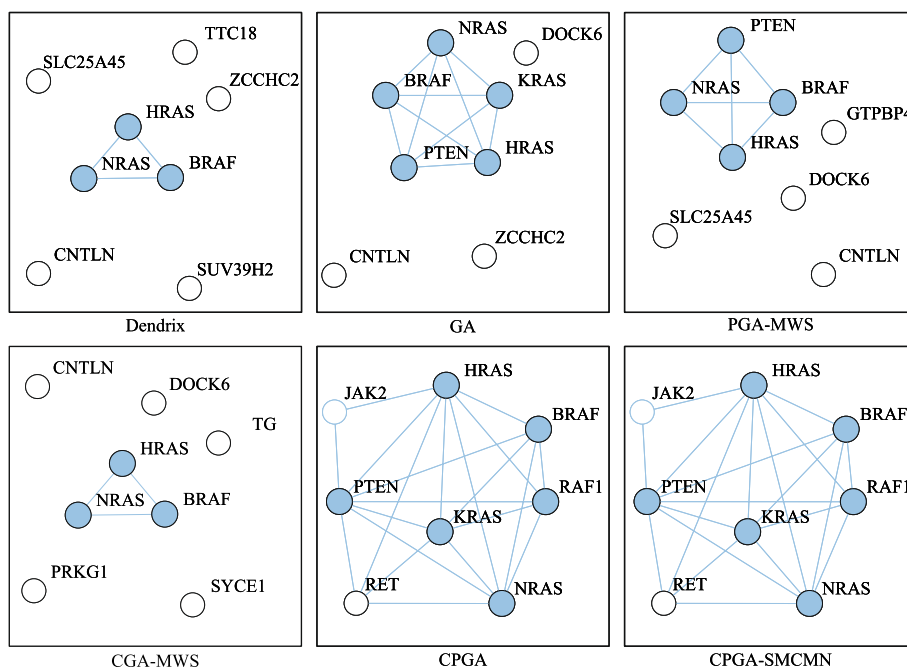 TTC18
SLC25A45
ZCCHC2
HRAS
NRAS
BRAF
CNTLN
SUV39H2
Dendrix
NRAS
DOCK6
BRAF
KRAS
PTEN
HRAS
ZCCHC2
CNTLN
GA
PTEN
NRAS
BRAF
GTPBP4
HRAS
DOCK6
SLC25A45
CNTLN
PGA-MWS
CNTLN
DOCK6
TG
HRAS
NRAS
BRAF
PRKG1
SYCE1
CGA-MWS
HRAS
JAK2
BRAF
PTEN
RAF1
KRAS
RET
NRAS
CPGA
HRAS
JAK2
BRAF
PTEN
RAF1
KRAS
RET
NRAS
CPGA-SMCMN